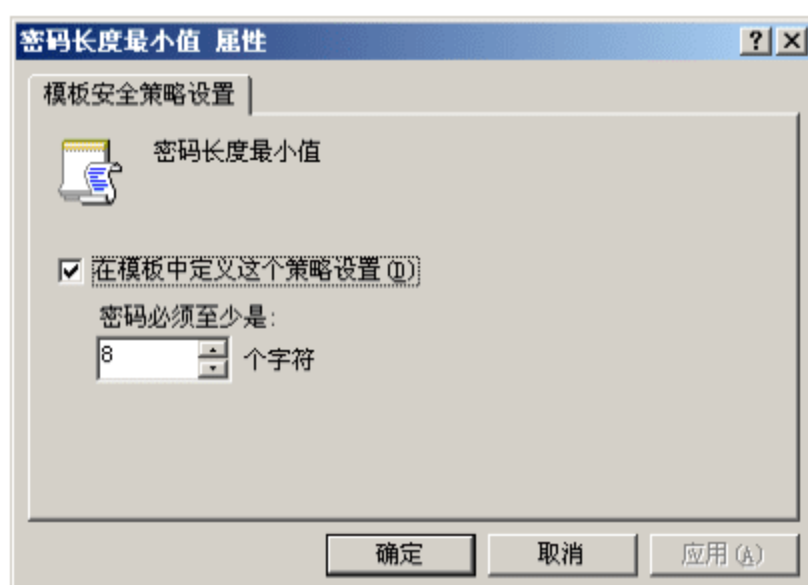 密码长度最小值 属性
模板安全策略设置
密码长度最小值
在模板中定义这个策略设置(D)
密码必须至少是:
8 个字符
确定 取消 应用(A)